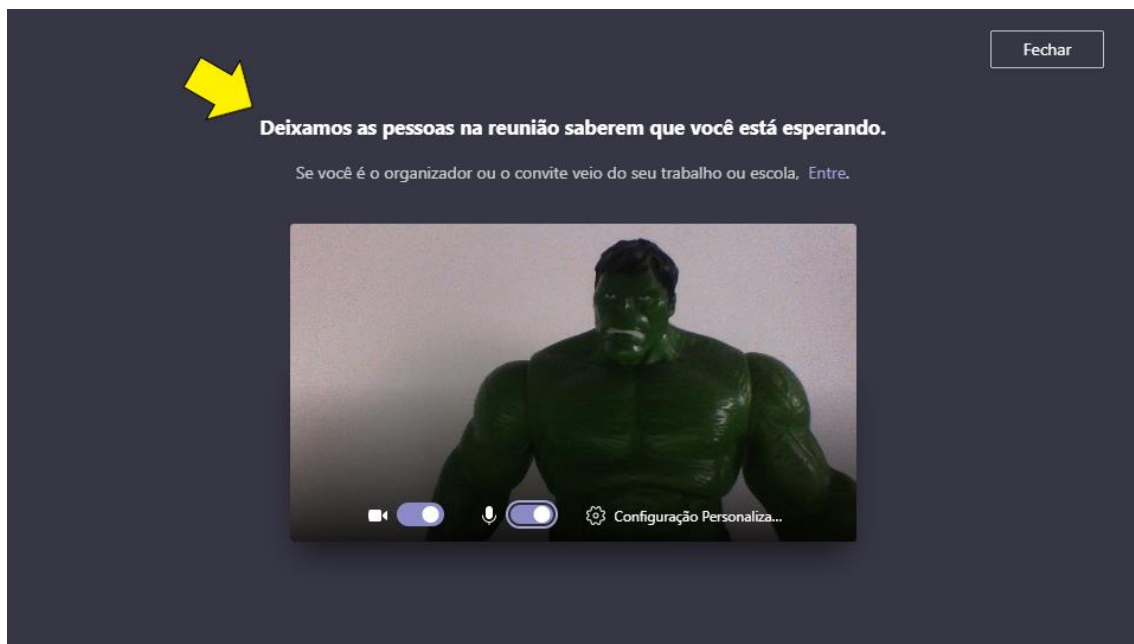 Fechar
Deixamos as pessoas na reunião saberem que você está esperando.
Se você é o organizador ou o convite veio do seu trabalho ou escola, Entre.
Configuração Personaliza...